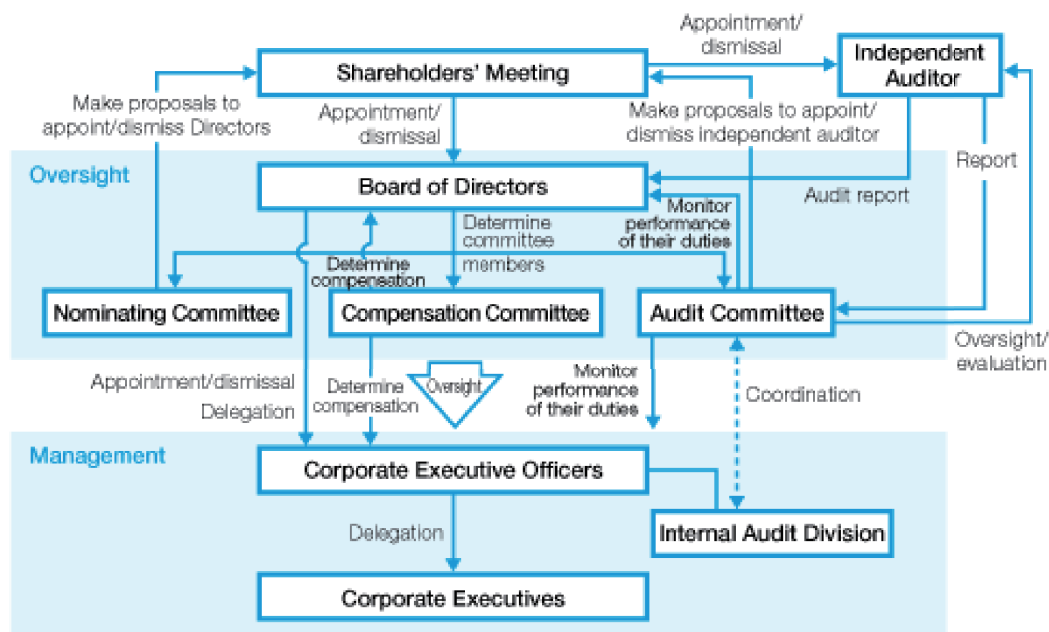 Appointment/
dismissal
Independent
Auditor
Shareholders' Meeting
Make proposals to
appoint/dismiss Directors
Appointment/
dismissal
Make proposals to appoint/
dismiss independent auditor
Report
Oversight
Board of Directors
Audit report
Monitor
performance
of their duties
Determine
committee
members
Determine
compensation
Nominating Committee
Compensation Committee
Audit Committee
Oversight/
evaluation
Appointment/dismissal
Delegation
Determine
compensation
Oversight
Monitor
performance
of their duties
Coordination
Management
Corporate Executive Officers
Delegation
Internal Audit Division
Corporate Executives